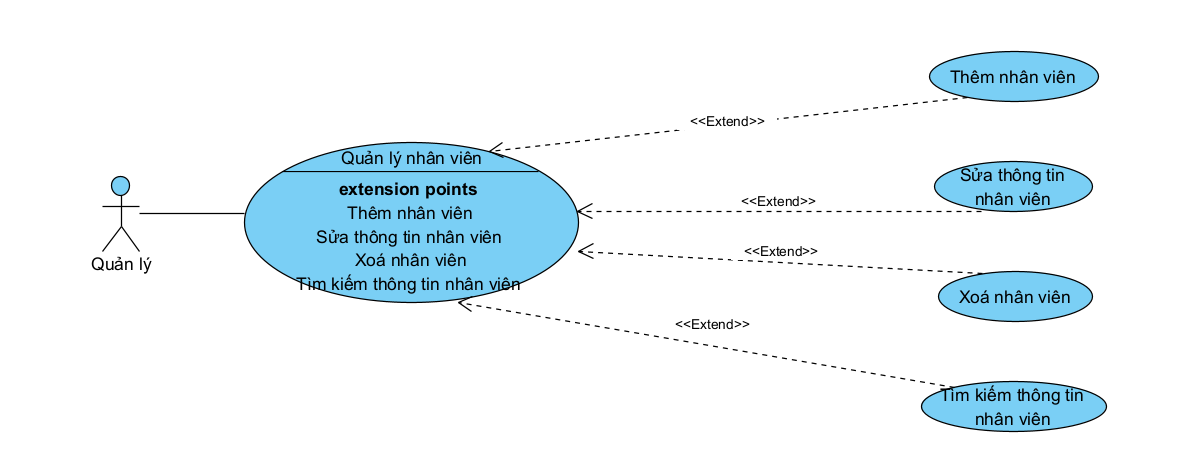 Thêm nhân viên
<<Extend>>
Quản lý nhân viên
extension points
Thêm nhân viên
Sửa thông tin nhân viên
Xoá nhân viên
Tìm kiếm thông tin nhân viên
Quản lý
<<Extend>>
Sửa thông tin
nhân viên
<<Extend>>
Xoá nhân viên
<<Extend>>
Tìm kiếm thông tin
nhân viên